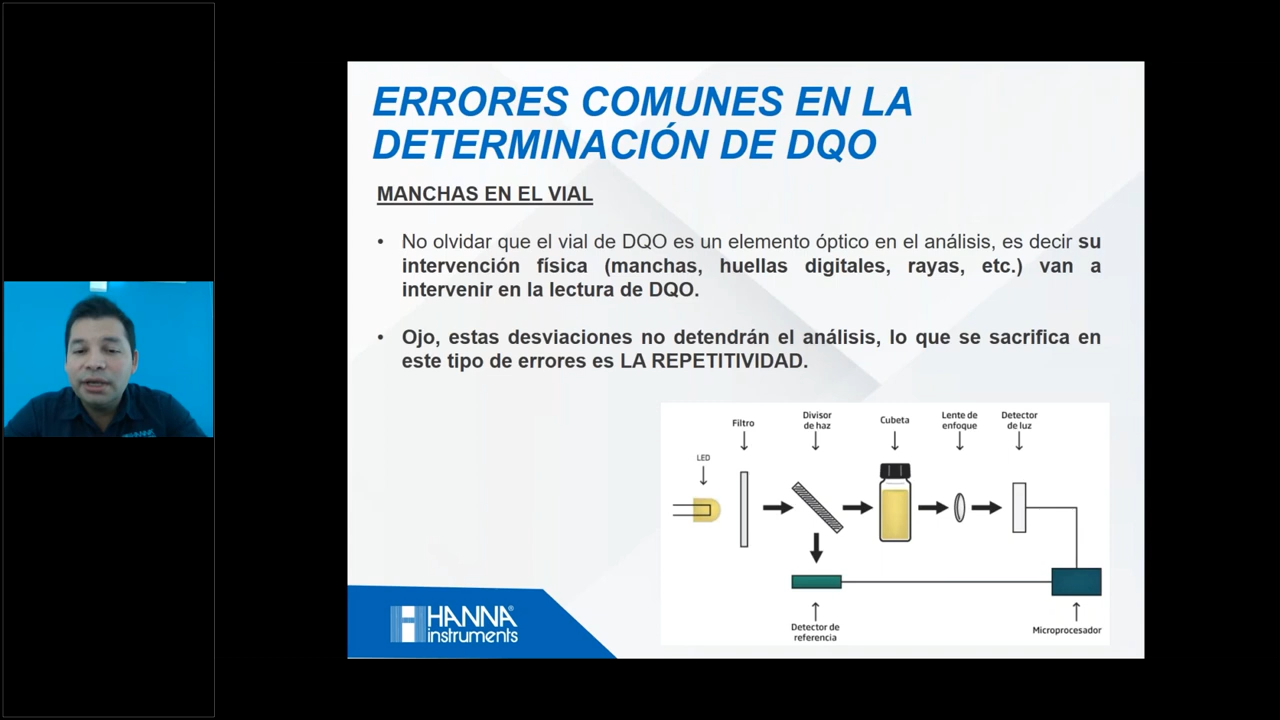 ERRORES COMUNES EN LA
DETERMINACIÓN DE DQO
MANCHAS EN EL VIAL
• No olvidar que el vial de DQO es un elemento óptico en el análisis, es decir su
intervención física (manchas, huellas digitales, rayas, etc.) van a
intervenir en la lectura de DQO.
• Ojo, estas desviaciones no detendrán el análisis, lo que se sacrifica en
este tipo de errores es LA REPETITIVIDAD.
LED
Filtro
Divisor
de haz
Cubeta
Lente de
enfoque
Detector
de luz
Detector de
referencia
Microprocesador
HANNA®
instruments
HANNA